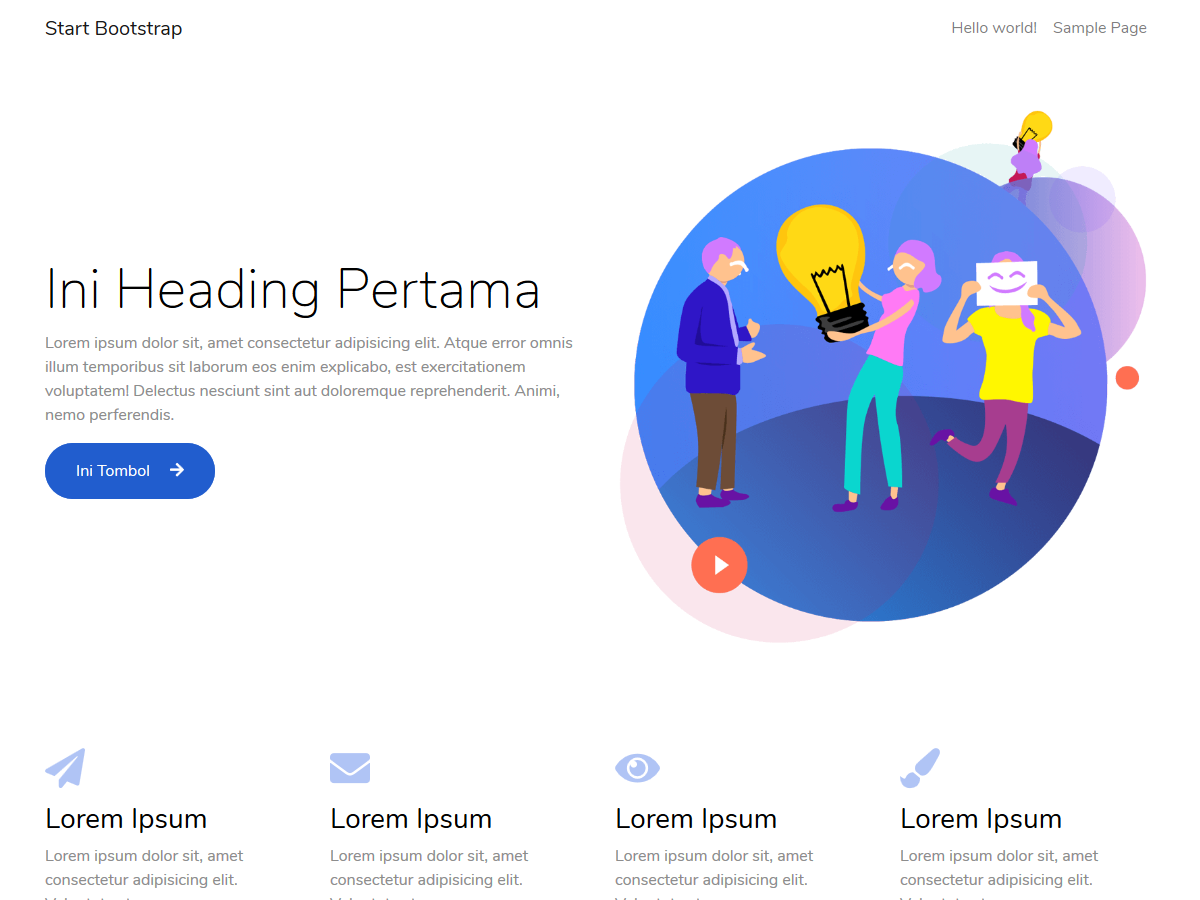 Start Bootstrap
Hello world! Sample Page
Ini Heading Pertama
Lorem ipsum dolor sit, amet consectetur adipisicing elit. Atque error omnis
illum temporibus sit laborum eos enim explicabo, est exercitationem
voluptatem! Delectus nesciunt sint aut doloremque reprehenderit. Animi,
nemo perferendis.
Ini Tombol
Lorem Ipsum
Lorem ipsum dolor sit, amet
consectetur adipisicing elit.
Lorem Ipsum
Lorem ipsum dolor sit, amet
consectetur adipisicing elit.
Lorem Ipsum
Lorem ipsum dolor sit, amet
consectetur adipisicing elit.
Lorem Ipsum
Lorem ipsum dolor sit, amet
consectetur adipisicing elit.